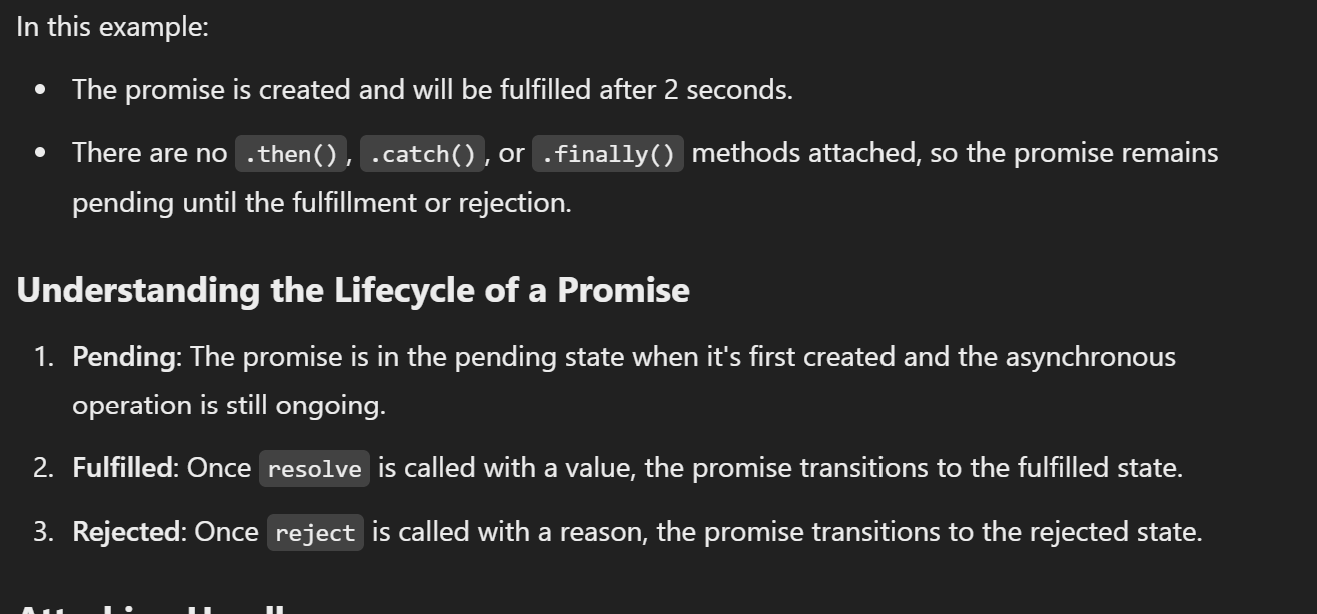 In this example:
• The promise is created and will be fulfilled after 2 seconds.
• There are no .then(), .catch(), or .finally() methods attached, so the promise remains
pending until the fulfillment or rejection.
Understanding the Lifecycle of a Promise
1. Pending: The promise is in the pending state when it's first created and the asynchronous
operation is still ongoing.
2. Fulfilled: Once resolve is called with a value, the promise transitions to the fulfilled state.
3. Rejected: Once reject is called with a reason, the promise transitions to the rejected state.